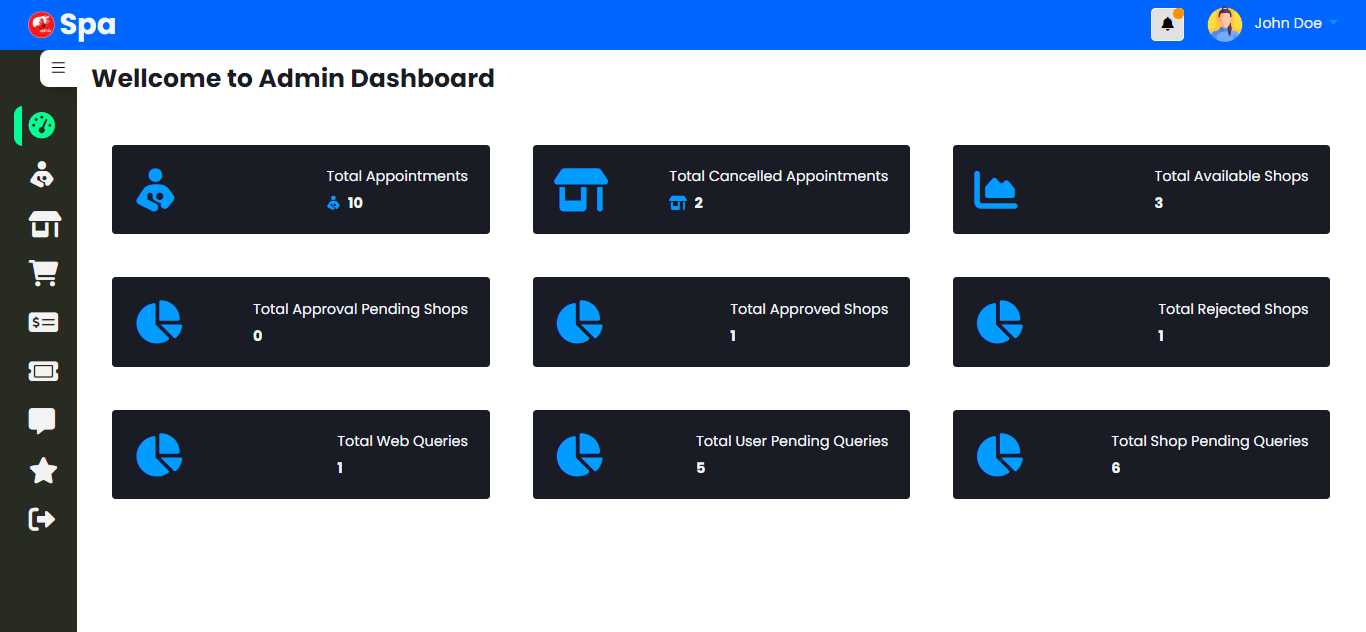 Spa
John Doe
Wellcome to Admin Dashboard
Total Appointments
10
Total Cancelled Appointments
2
Total Available Shops
3
Total Approval Pending Shops
0
Total Approved Shops
1
Total Rejected Shops
1
Total Web Queries
1
Total User Pending Queries
5
Total Shop Pending Queries
6